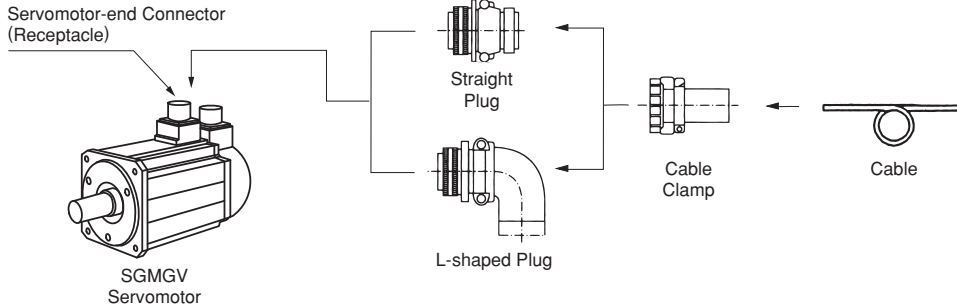 Servomotor-end Connector
(Receptacle)
Straight
Plug
Cable
Clamp
Cable
L-shaped Plug
SGMGV
Servomotor